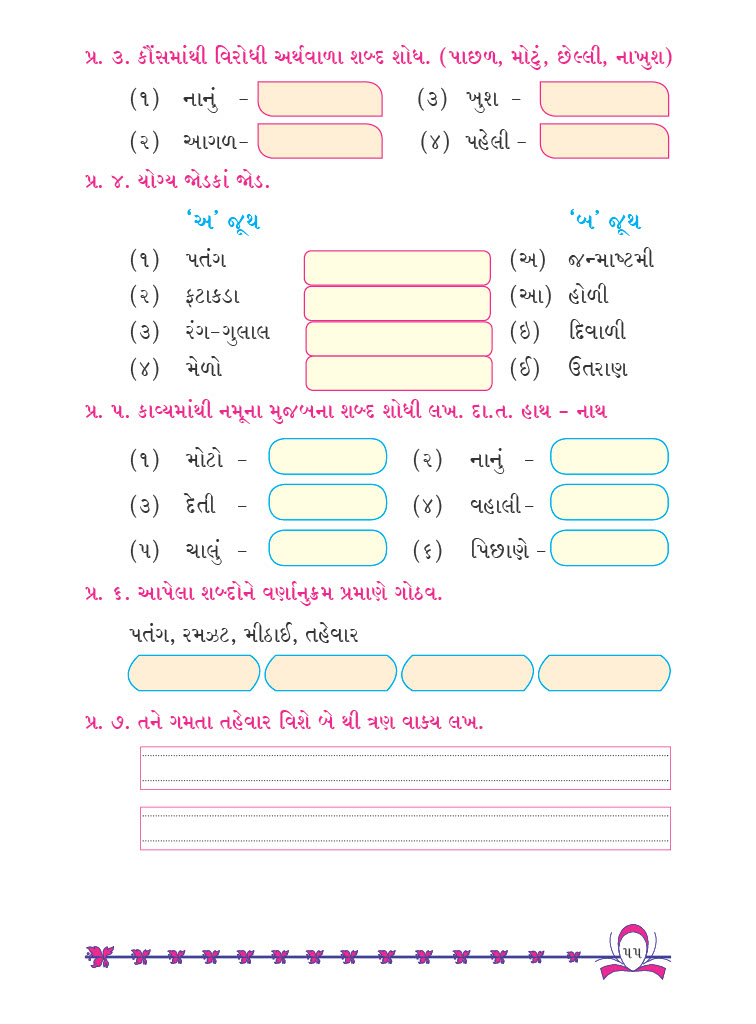 પ્ર. ૩. કૌંસમાંથી વિરોધી અર્થવાળા શબ્દ શોધ. (પાછળ, મોટું, છેલ્લી, નાખુશ)
(૧) નાનું - (૩) ખુશ -
(૨) આગળ- (૪) પહેલી -
પ્ર. ૪. યોગ્ય જોડકાં જોડ.
‘અ’ જૂથ ‘બ’ જૂથ
(૧) પતંગ (અ) જન્માષ્ટમી
(૨) ફટાકડા (આ) હોળી
(૩) રંગ-ગુલાલ (ઇ) દિવાળી
(૪) મેળો (ઈ) ઉતરાણ
પ્ર. ૫. કાવ્યમાંથી નમૂના મુજબના શબ્દ શોધી લખ. દા.ત. હાથ - નાથ
(૧) મોટો - (૨) નાનું -
(૩) દેતી - (૪) વહાલી -
(૫) ચાલું - (૬) પિછાણે -
પ્ર. ૬. આપેલા શબ્દોને વર્ણાનુક્રમ પ્રમાણે ગોઠવ.
પતંગ, રમઝટ, મીઠાઈ, તહેવાર
પ્ર. ૭. તને ગમતા તહેવાર વિશે બે થી ત્રણ વાક્ય લખ.
૫૫